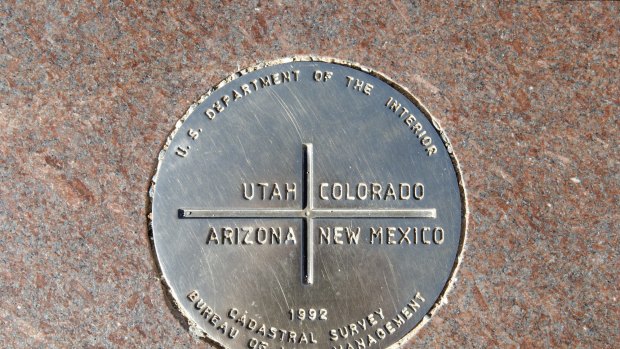 U. S. DEPARTMENT OF THE INTERIOR
UTAH COLORADO
ARIZONA NEW MEXICO
1992
CADASTRAL SURVEY
BUREAU OF MANAGEMENT